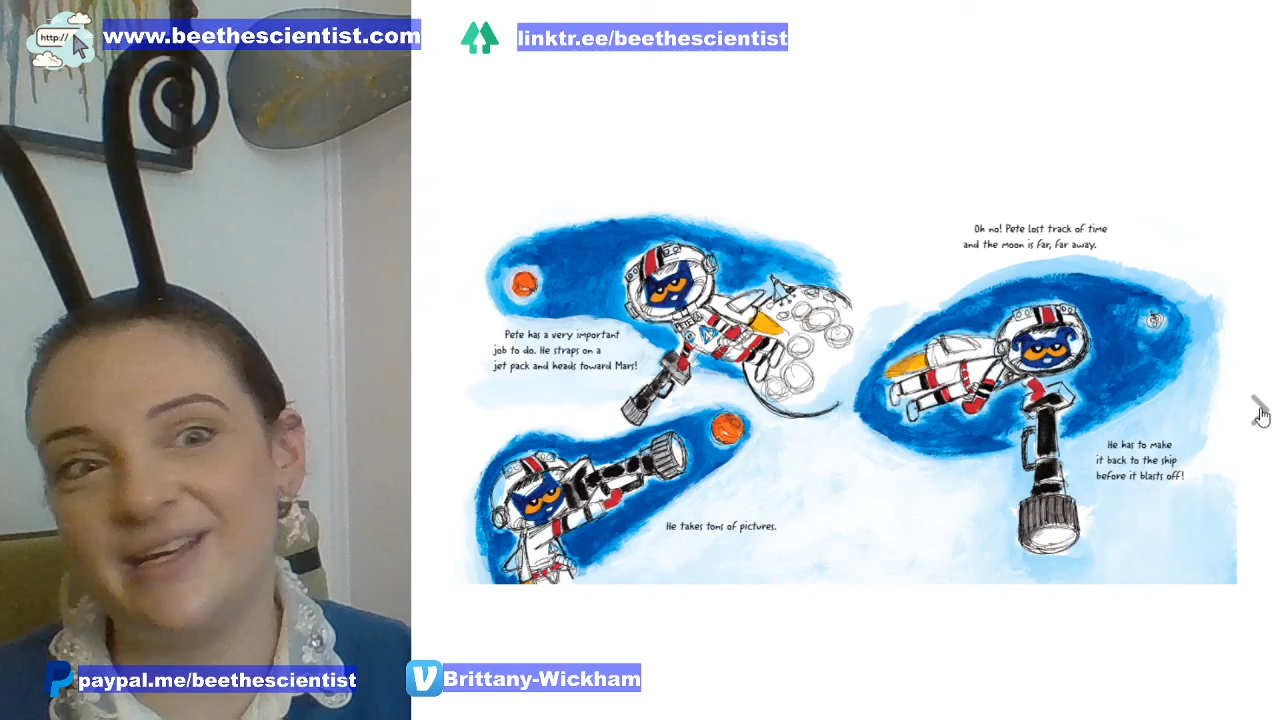 http://
www.beethescientist.com
linktr.ee/beethescientist
Oh no! Pete lost track of time
and the moon is far, far away.
PETE
Pete has a very important
job to do. He straps on a
jet pack and heads toward Mars!
He has to make
it back to the ship
before it blasts off!
He takes tons of pictures.
paypal.me/beethescientist
Brittany-Wickham